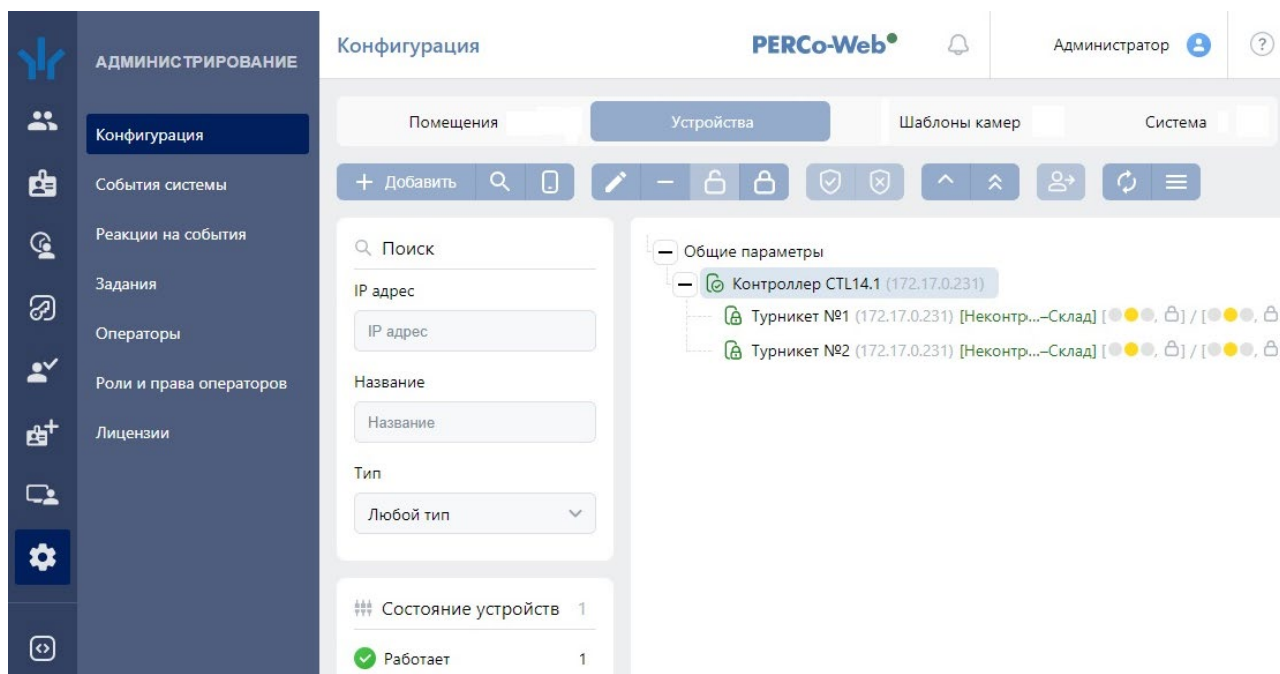 Конфигурация
PERCo-Web
Администратор
?
АДМИНИСТРИРОВАНИЕ
Конфигурация
События системы
Реакции на события
Задания
Операторы
Роли и права операторов
Лицензии
Помещения
Устройства
Шаблоны камер
Система
+ Добавить
Поиск
IP адрес
IP адрес
Название
Название
Тип
Любой тип
Состояние устройств 1
Работает 1
Общие параметры
Контроллер CTL14.1 (172.17.0.231)
Турникет №1 (172.17.0.231) [Неконтр...–Склад]
Турникет №2 (172.17.0.231) [Неконтр...–Склад]